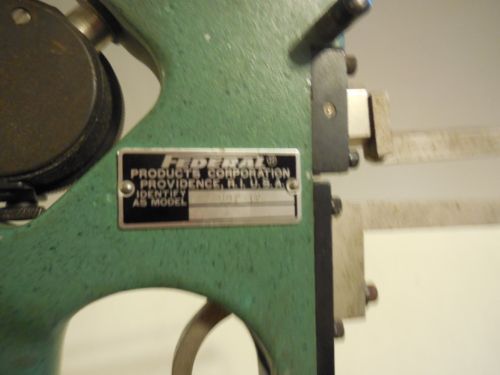 FEDERAL ®
PRODUCTS CORPORATION
PROVIDENCE, R.I. U.S.A.
IDENTIFY
AS MODEL